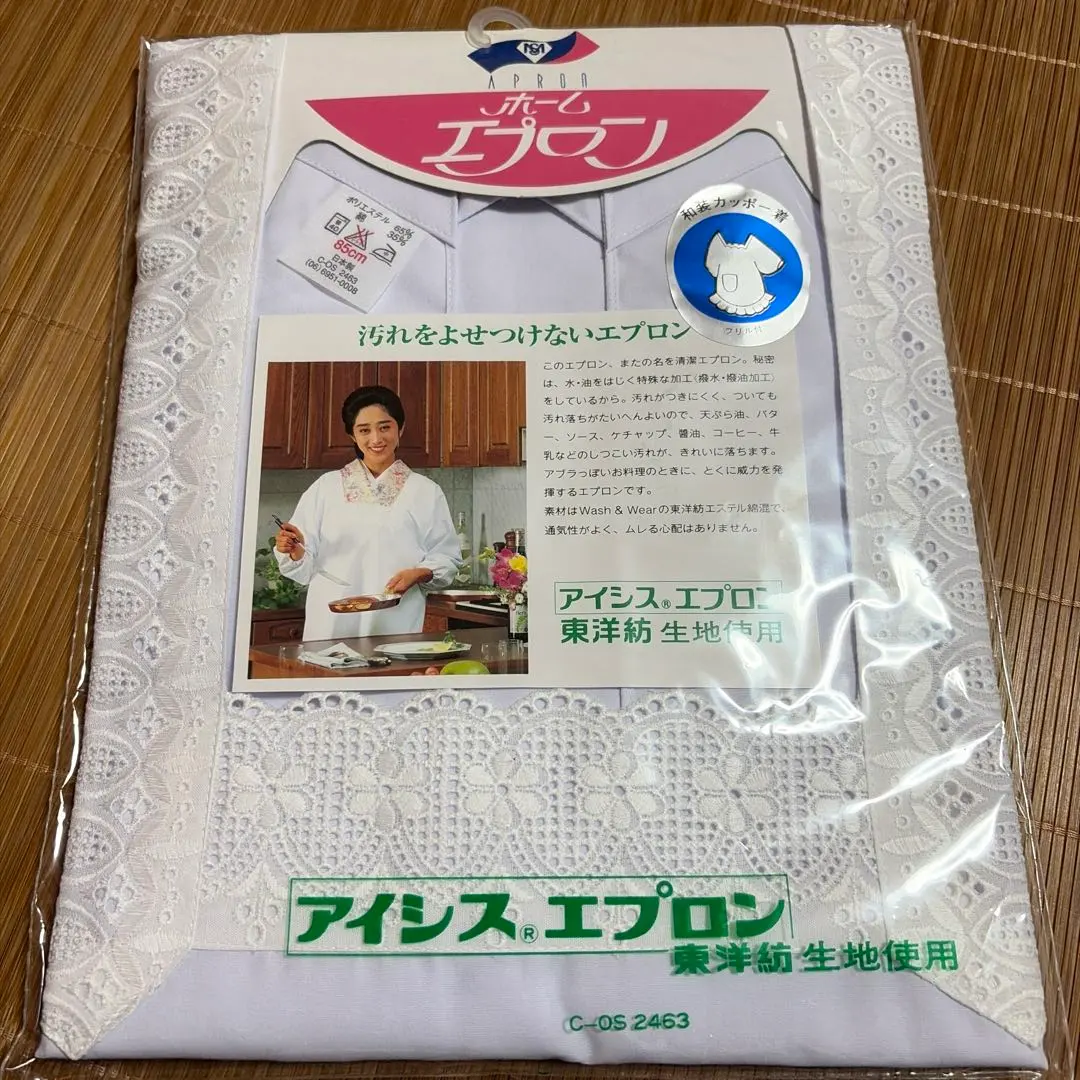 APRON
ホーム
エプロン
ポリエステル 65%
綿 35%
40
85cm
日本製
C-OS 2463
(06)6951-0008
和装カッポー着
フリル付
汚れをよせつけないエプロン
このエプロン、またの名を清潔エプロン。秘密
は、水・油をはじく特殊な加工(撥水・撥油加工)
をしているから。汚れがつきにくく、ついても
汚れ落ちがたいへんよいので、天ぷら油、バタ
ー、ソース、ケチャップ、醬油、コーヒー、牛
乳などのしつこい汚れが、きれいに落ちます。
アブラっぽいお料理のときに、とくに威力を発
揮するエプロンです。
素材はWash & Wearの東洋紡エステル綿混で、
通気性がよく、ムレる心配はありません。
アイシス®エプロン
東洋紡 生地使用
アイシス®エプロン
東洋紡 生地使用
C-OS 2463